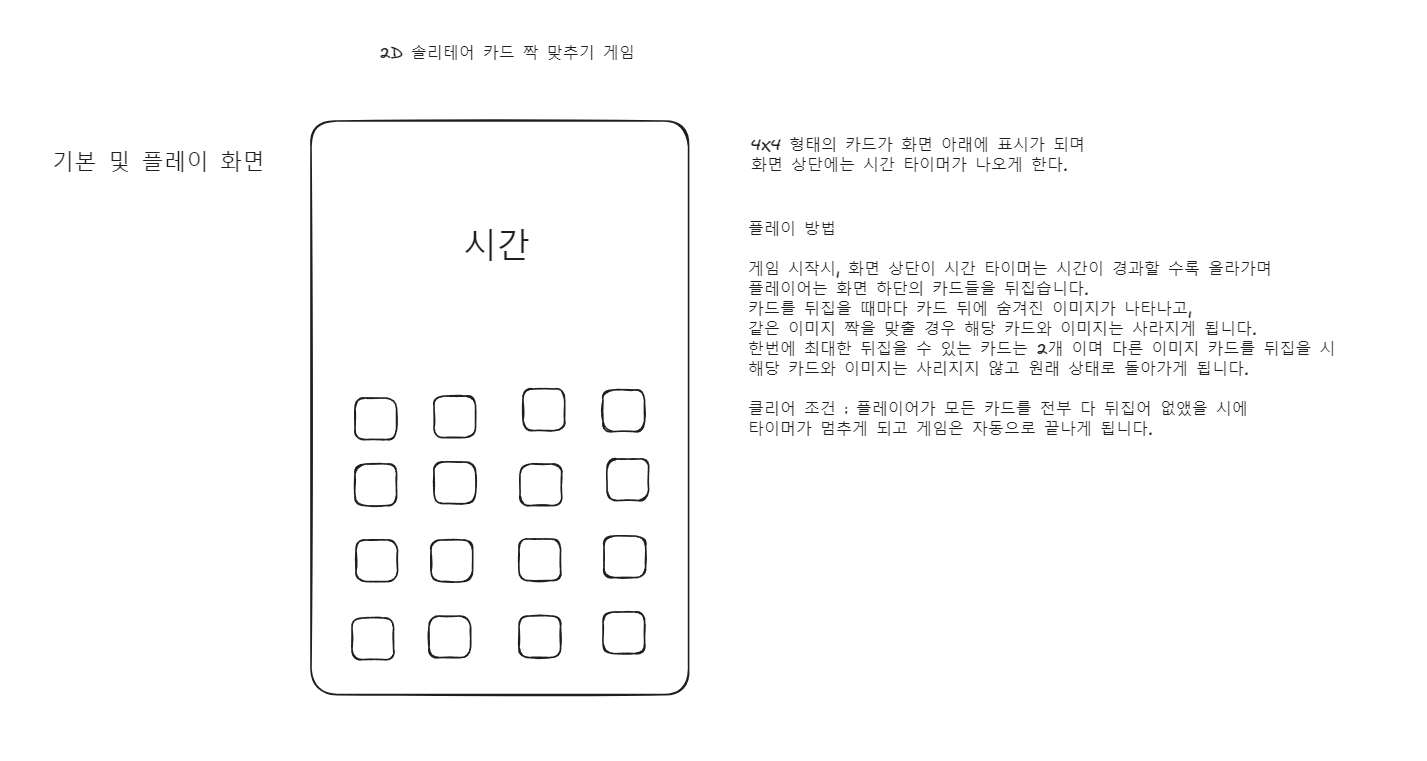 2D 솔리테어 카드 짝 맞추기 게임
기본 및 플레이 화면
시간
4x4 형태의 카드가 화면 아래에 표시가 되며
화면 상단에는 시간 타이머가 나오게 한다.
플레이 방법
게임 시작시, 화면 상단이 시간 타이머는 시간이 경과할 수록 올라가며
플레이어는 화면 하단의 카드들을 뒤집습니다.
카드를 뒤집을 때마다 카드 뒤에 숨겨진 이미지가 나타나고,
같은 이미지 짝을 맞출 경우 해당 카드와 이미지는 사라지게 됩니다.
한번에 최대한 뒤집을 수 있는 카드는 2개 이며 다른 이미지 카드를 뒤집을 시
해당 카드와 이미지는 사리지지 않고 원래 상태로 돌아가게 됩니다.
클리어 조건 : 플레이어가 모든 카드를 전부 다 뒤집어 없앴을 시에
타이머가 멈추게 되고 게임은 자동으로 끝나게 됩니다.